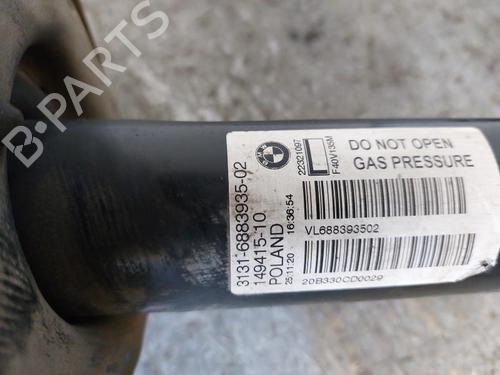 B-PARTS
3131-6883935-02
149415-10
POLAND
25.11.20 16:36:54
22321097
F40V135M
DO NOT OPEN
GAS PRESSURE
VL688393502
20B330CD0029